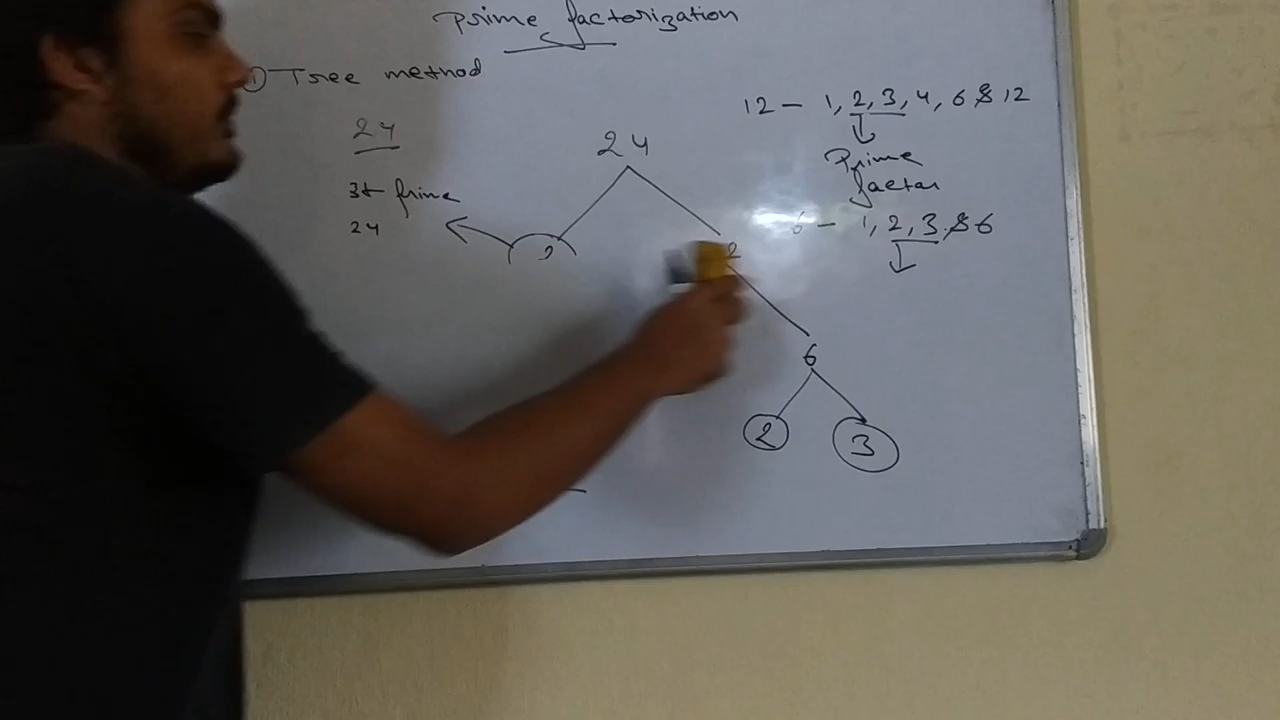 Prime factorization
① Tree method
24
24
12 - 1, 2, 3, 4, 6 & 12
Prime
factor
3+ prime
24
2
2
6 - 1, 2, 3 & 6
6
2
3